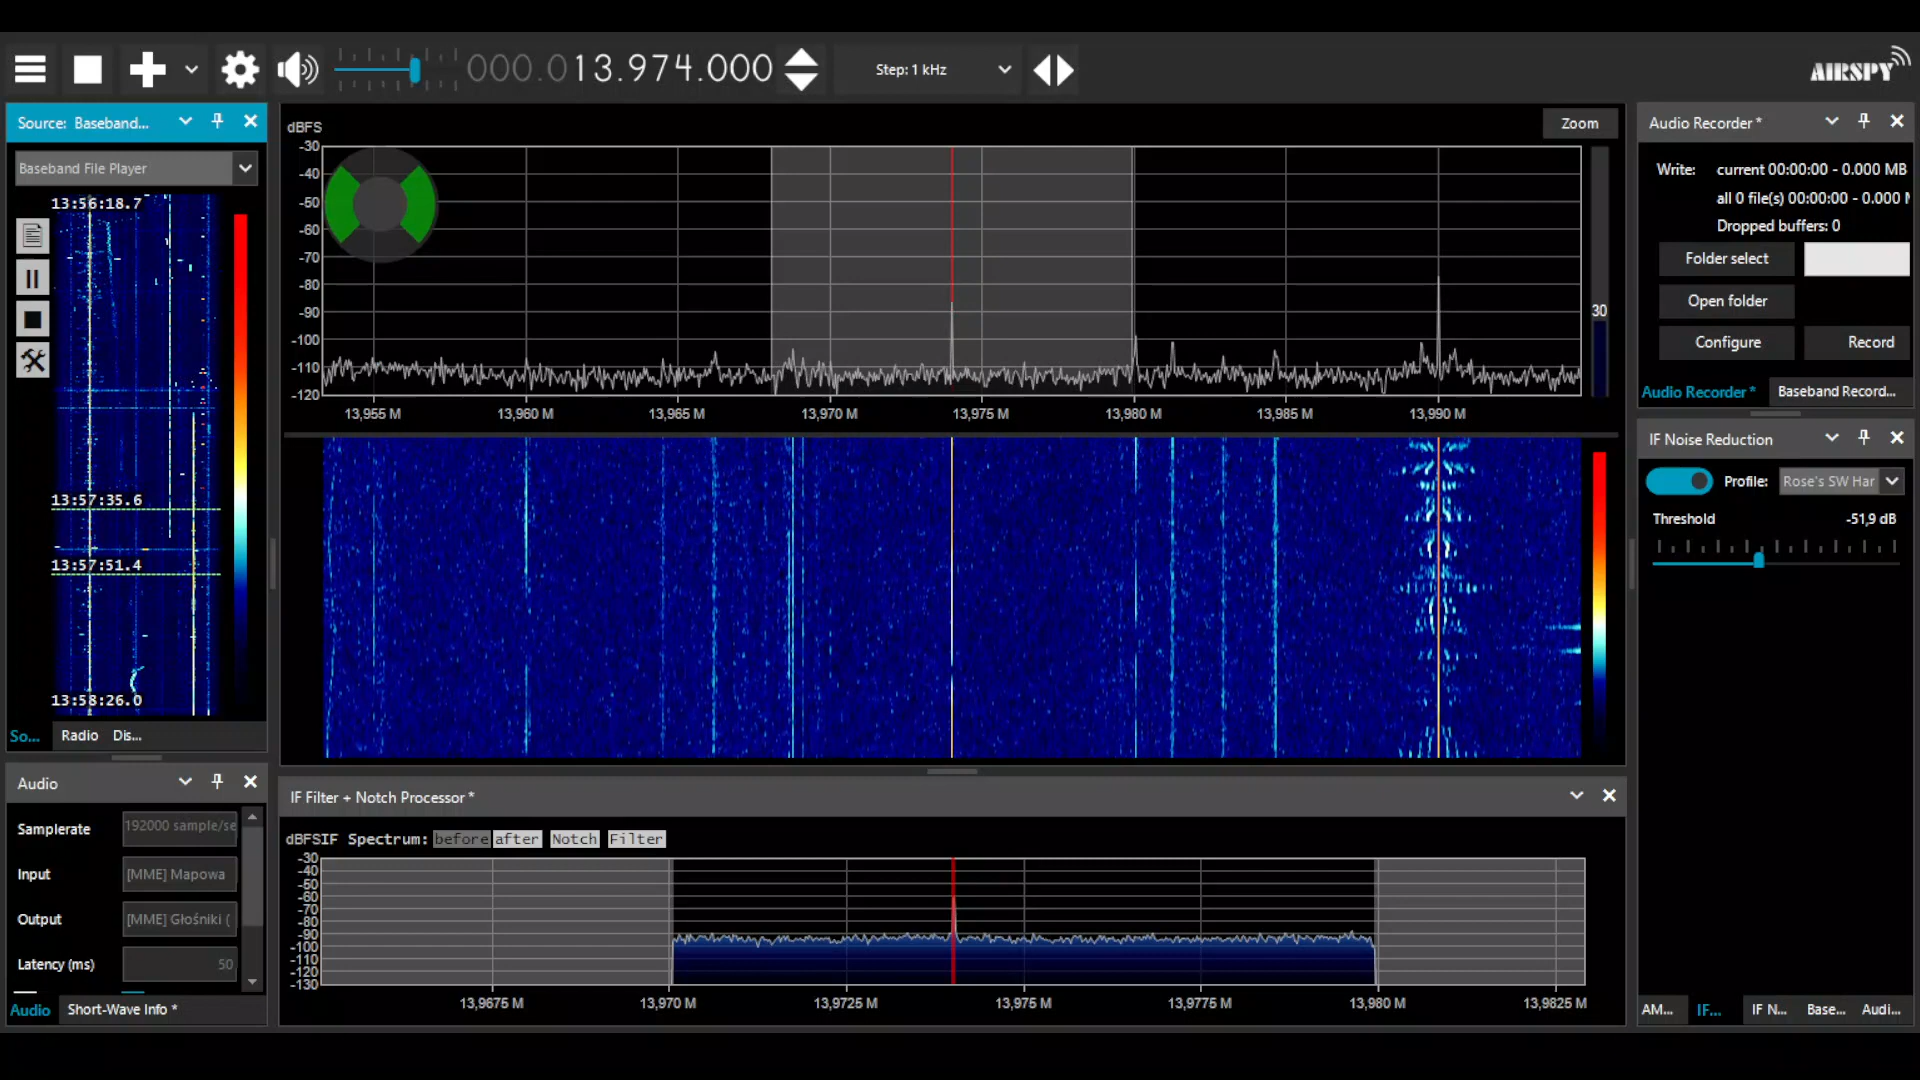 000.013.974.000
Step: 1 kHz
AIRSPY
Source: Baseband...
Baseband File Player
13:56:18.7
13:57:35.6
13:57:51.4
13:58:26.0
So...
Radio
Dis...
Audio
Samplerate
192000 sample/se
Input
[MME] Mapowa
Output
[MME] Głośniki (
Latency (ms)
50
Audio
Short-Wave Info *
dBFS
Zoom
-30
-40
-50
-60
-70
-80
-90
-100
-110
-120
30
13,955 M
13,960 M
13,965 M
13,970 M
13,975 M
13,980 M
13,985 M
13,990 M
IF Filter + Notch Processor *
dBFSIF Spectrum: before after Notch Filter
-30
-40
-50
-60
-70
-80
-90
-100
-110
-120
-130
13,9675 M
13,970 M
13,9725 M
13,975 M
13,9775 M
13,980 M
13,9825 M
Audio Recorder *
Write:
current 00:00:00 - 0.000 MB
all 0 file(s) 00:00:00 - 0.000
Dropped buffers: 0
Folder select
Open folder
Configure
Record
Audio Recorder *
Baseband Record...
IF Noise Reduction
Profile:
Rose's SW Har
Threshold
-51,9 dB
AM...
IF...
IF N...
Base...
Audi...